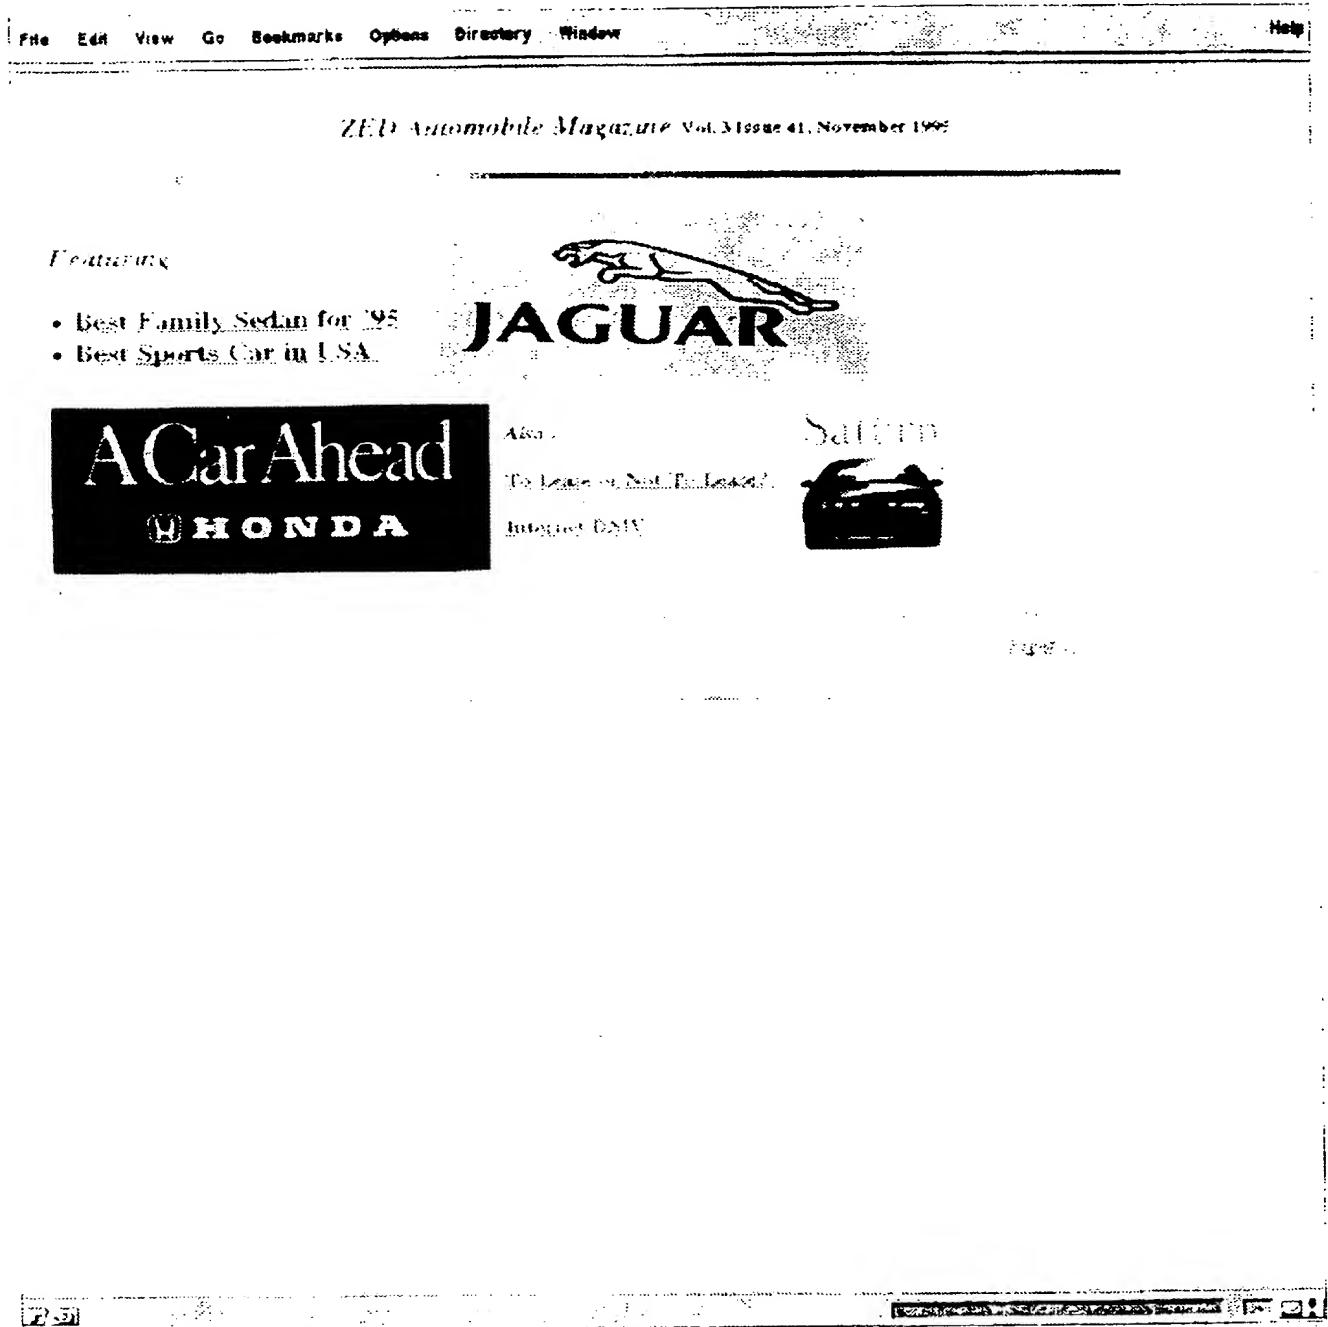 File Edit View Go Bookmarks Options Directory Window Help
ZED Automobile Magazine Vol. 3 Issue 41, November 1995
Featuring
• Best Family Sedan for '95
• Best Sports Car in USA
JAGUAR
A Car Ahead
HONDA
Also
To Lease or Not To Lease?
Internet DMV
Saturn